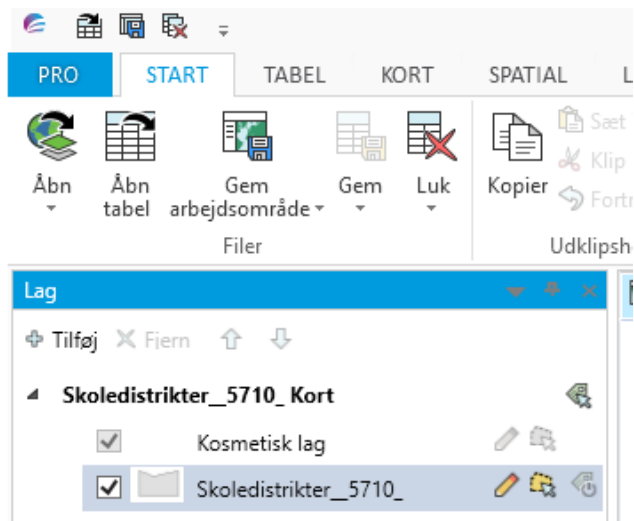 PRO START TABEL KORT SPATIAL L
Åbn Åbn tabel Gem arbejdsområde Gem Luk Kopier Sæt
Klip
Filer
Lag
Tilføj Fjern
Skoledistrikter__5710_ Kort
Kosmetisk lag
Skoledistrikter__5710_